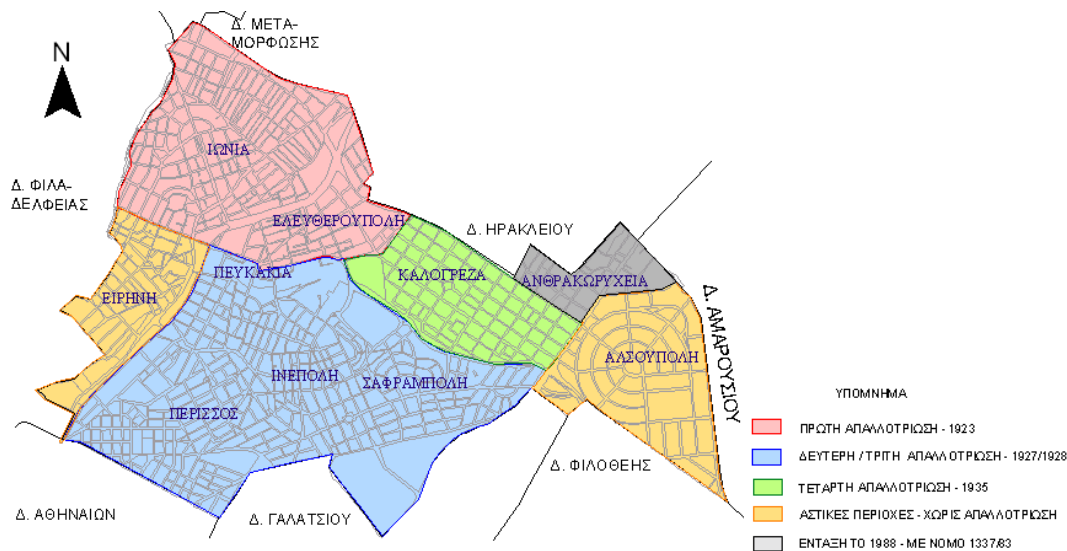 Δ. ΜΕΤΑ-
ΜΟΡΦΩΣΗΣ
N
ΙΩΝΙΑ
Δ. ΦΙΛΑ-
ΔΕΛΦΕΙΑΣ
ΕΛΕΥΘΕΡΟΥΠΟΛΗ
Δ. ΗΡΑΚΛΕΙΟΥ
ΠΕΥΚΑΚΙΑ
ΚΑΛΟΓΡΕΖΑ
ΑΝΘΡΑΚΩΡΥΧΕΙΑ
ΕΙΡΗΝΗ
Δ. ΑΜΑΡΟΥΣΙΟΥ
ΑΛΣΟΥΠΟΛΗ
ΙΝΕΠΟΛΗ
ΣΑΦΡΑΜΠΟΛΗ
ΠΕΡΙΣΣΟΣ
Δ. ΦΙΛΟΘΕΗΣ
Δ. ΑΘΗΝΑΙΩΝ
Δ. ΓΑΛΑΤΣΙΟΥ
ΥΠΟΜΝΗΜΑ
ΠΡΩΤΗ ΑΠΑΛΛΟΤΡΙΩΣΗ - 1923
ΔΕΥΤΕΡΗ / ΤΡΙΤΗ ΑΠΑΛΛΟΤΡΙΩΣΗ - 1927/1928
ΤΕΤΑΡΤΗ ΑΠΑΛΛΟΤΡΙΩΣΗ - 1935
ΑΣΤΙΚΕΣ ΠΕΡΙΟΧΕΣ - ΧΩΡΙΣ ΑΠΑΛΛΟΤΡΙΩΣΗ
ΕΝΤΑΞΗ ΤΟ 1988 - ΜΕ ΝΟΜΟ 1337/83